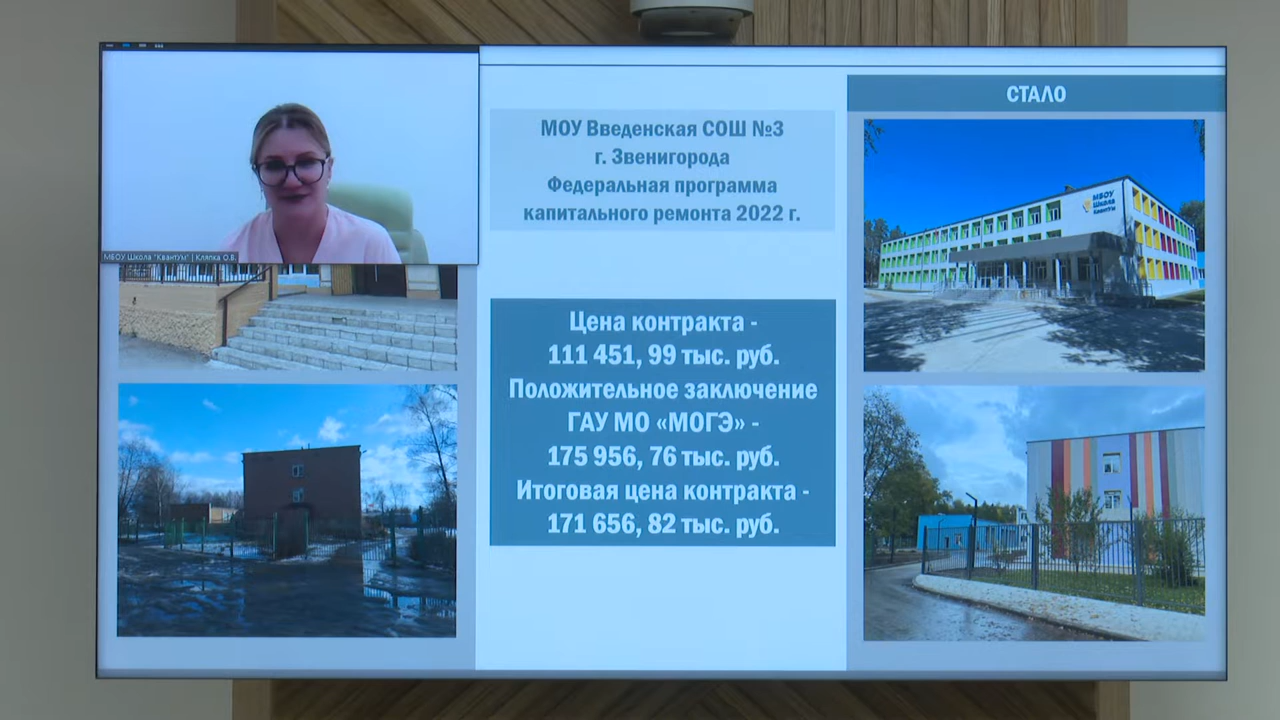 МБОУ Школа "КвантУм" | Кляпка О.В.
МОУ Введенская СОШ №3
г. Звенигорода
Федеральная программа
капитального ремонта 2022 г.
Цена контракта -
111 451, 99 тыс. руб.
Положительное заключение
ГАУ МО «МОГЭ» -
175 956, 76 тыс. руб.
Итоговая цена контракта -
171 656, 82 тыс. руб.
СТАЛО
МБОУ
Школа
КвантУм